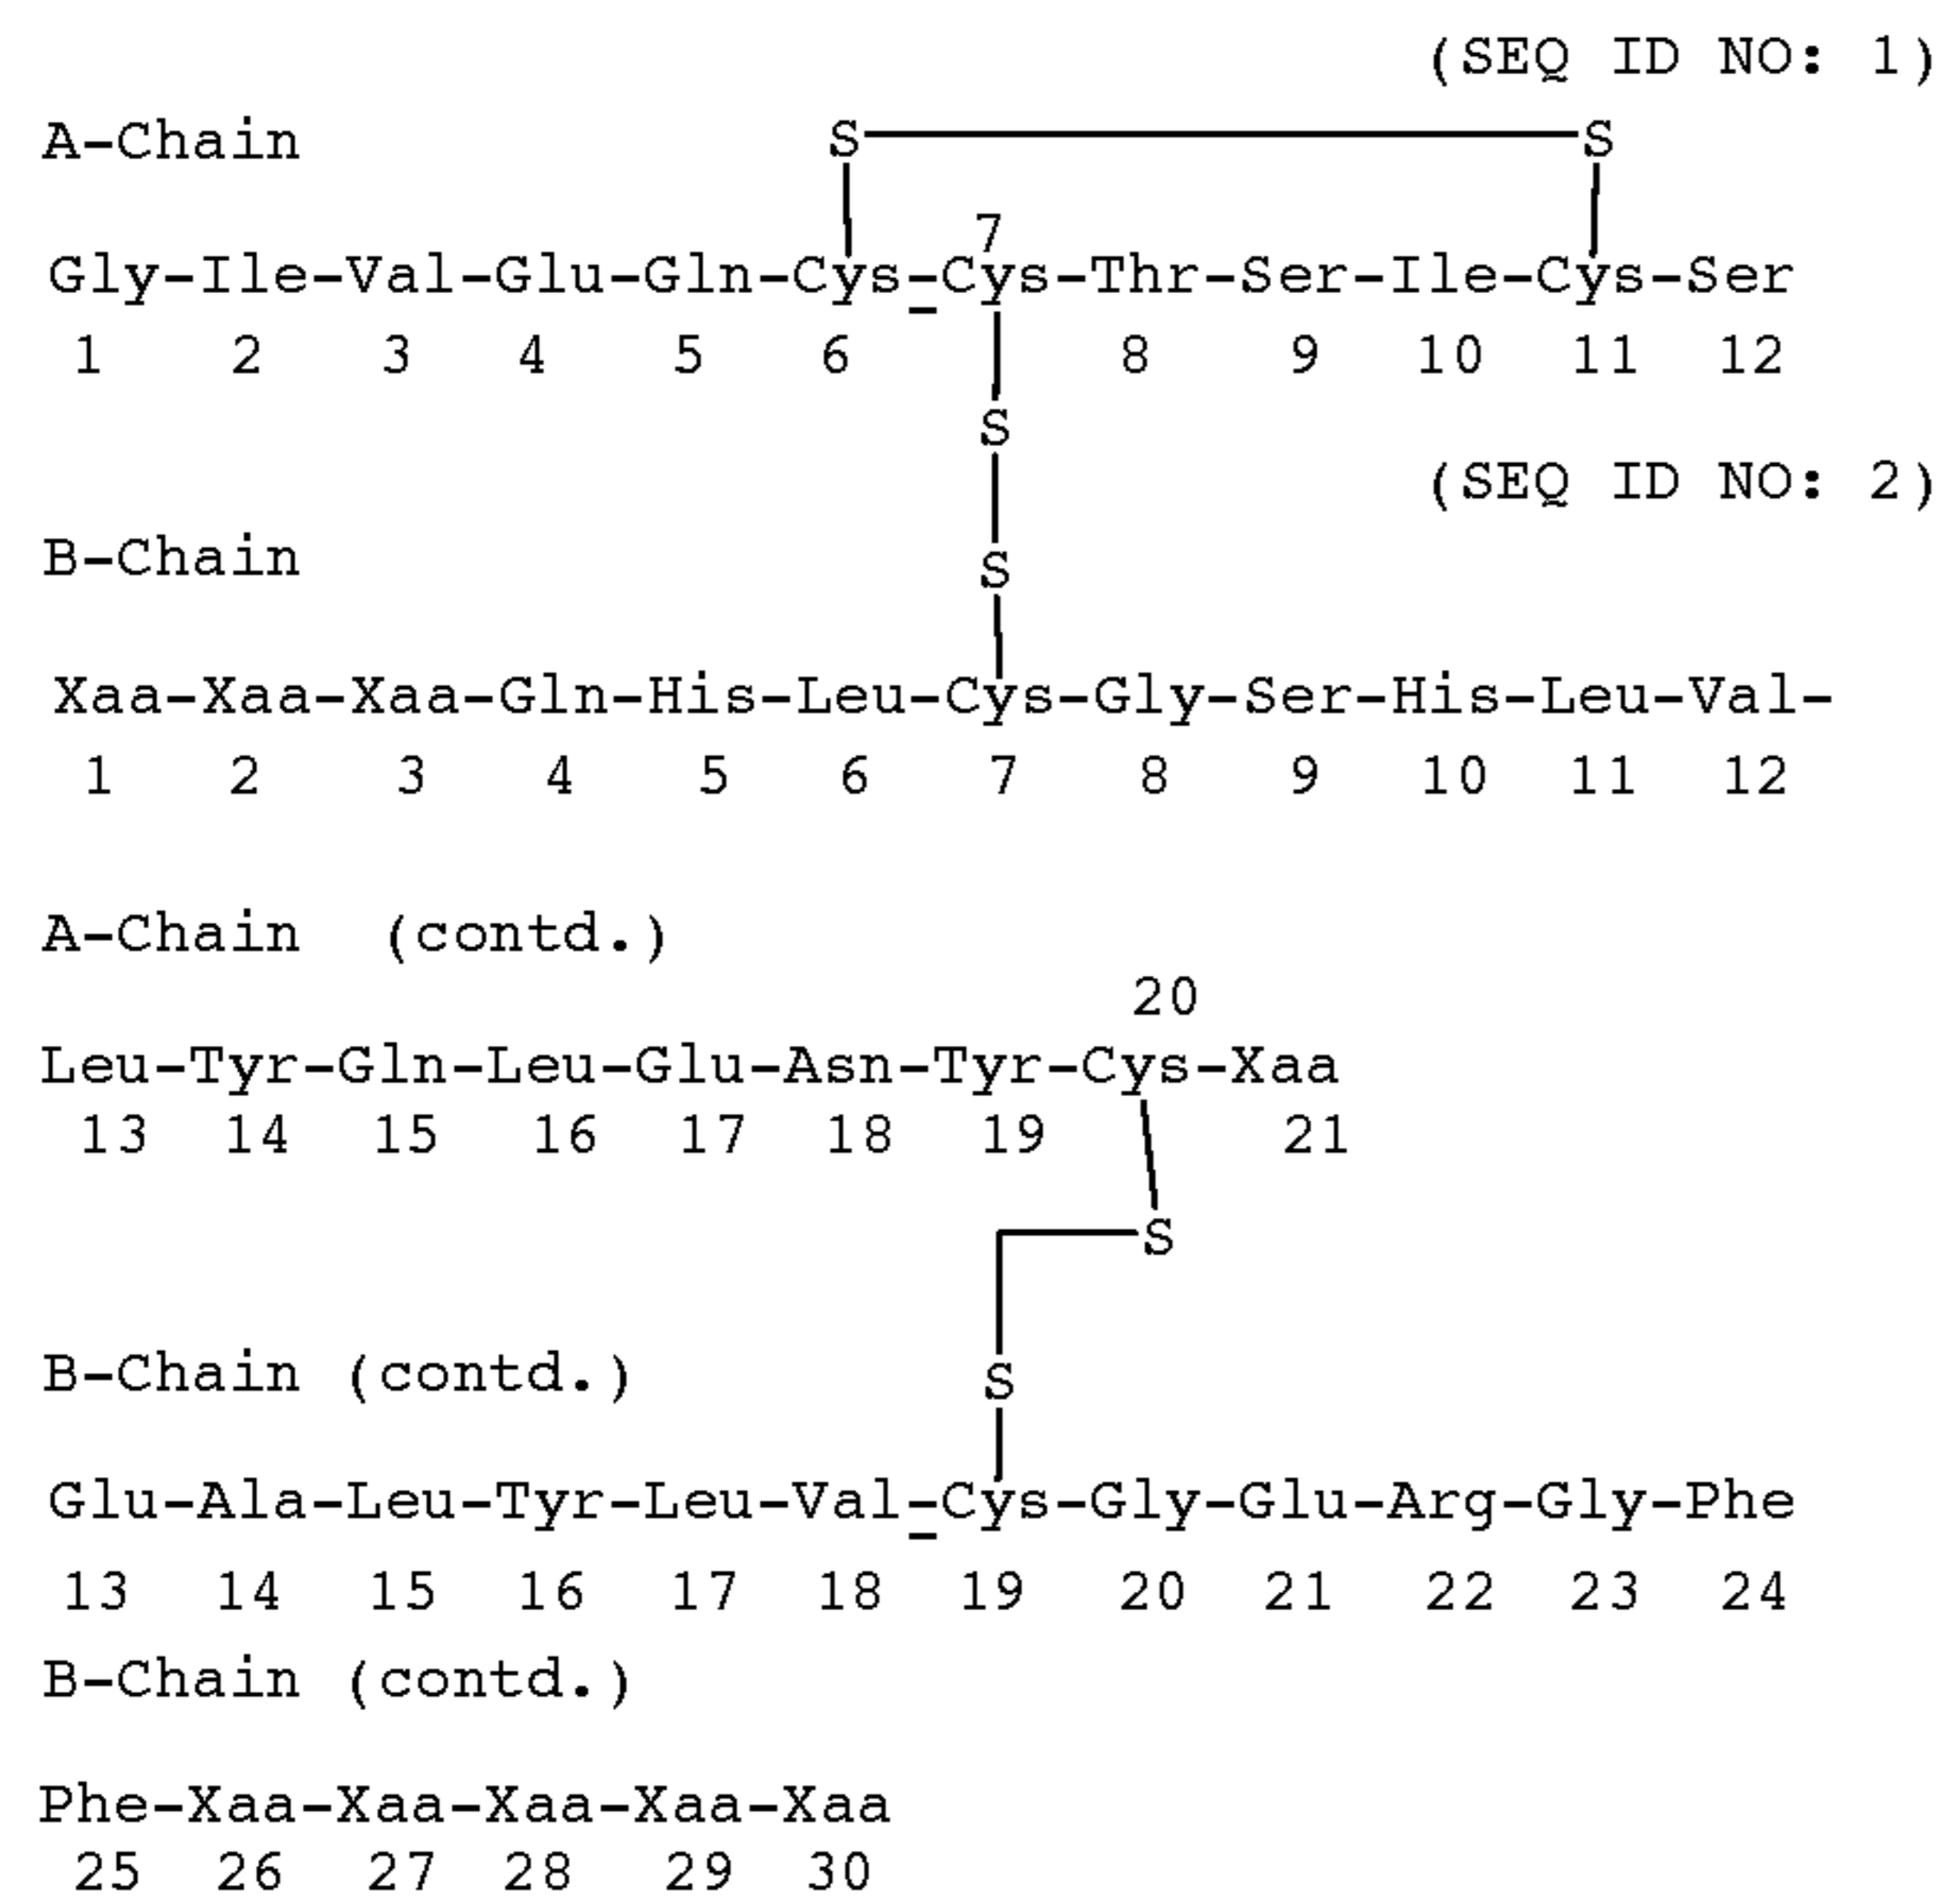 (SEQ ID NO: 1)
A-Chain
S S
7
Gly-Ile-Val-Glu-Gln-Cys-Cys-Thr-Ser-Ile-Cys-Ser
1 2 3 4 5 6 8 9 10 11 12
S
(SEQ ID NO: 2)
B-Chain
S
Xaa-Xaa-Xaa-Gln-His-Leu-Cys-Gly-Ser-His-Leu-Val-
1 2 3 4 5 6 7 8 9 10 11 12
A-Chain (contd.)
20
Leu-Tyr-Gln-Leu-Glu-Asn-Tyr-Cys-Xaa
13 14 15 16 17 18 19 21
S
B-Chain (contd.)
S
Glu-Ala-Leu-Tyr-Leu-Val-Cys-Gly-Glu-Arg-Gly-Phe
13 14 15 16 17 18 19 20 21 22 23 24
B-Chain (contd.)
Phe-Xaa-Xaa-Xaa-Xaa-Xaa
25 26 27 28 29 30